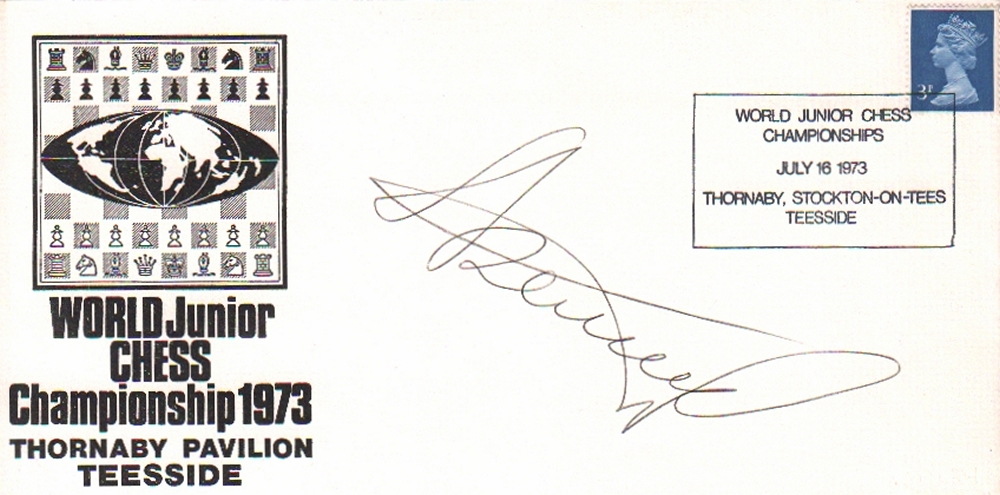 WORLD Junior
CHESS
Championship 1973
THORNABY PAVILION
TEESSIDE
3P
WORLD JUNIOR CHESS
CHAMPIONSHIPS
JULY 16 1973
THORNABY, STOCKTON-ON-TEES
TEESSIDE